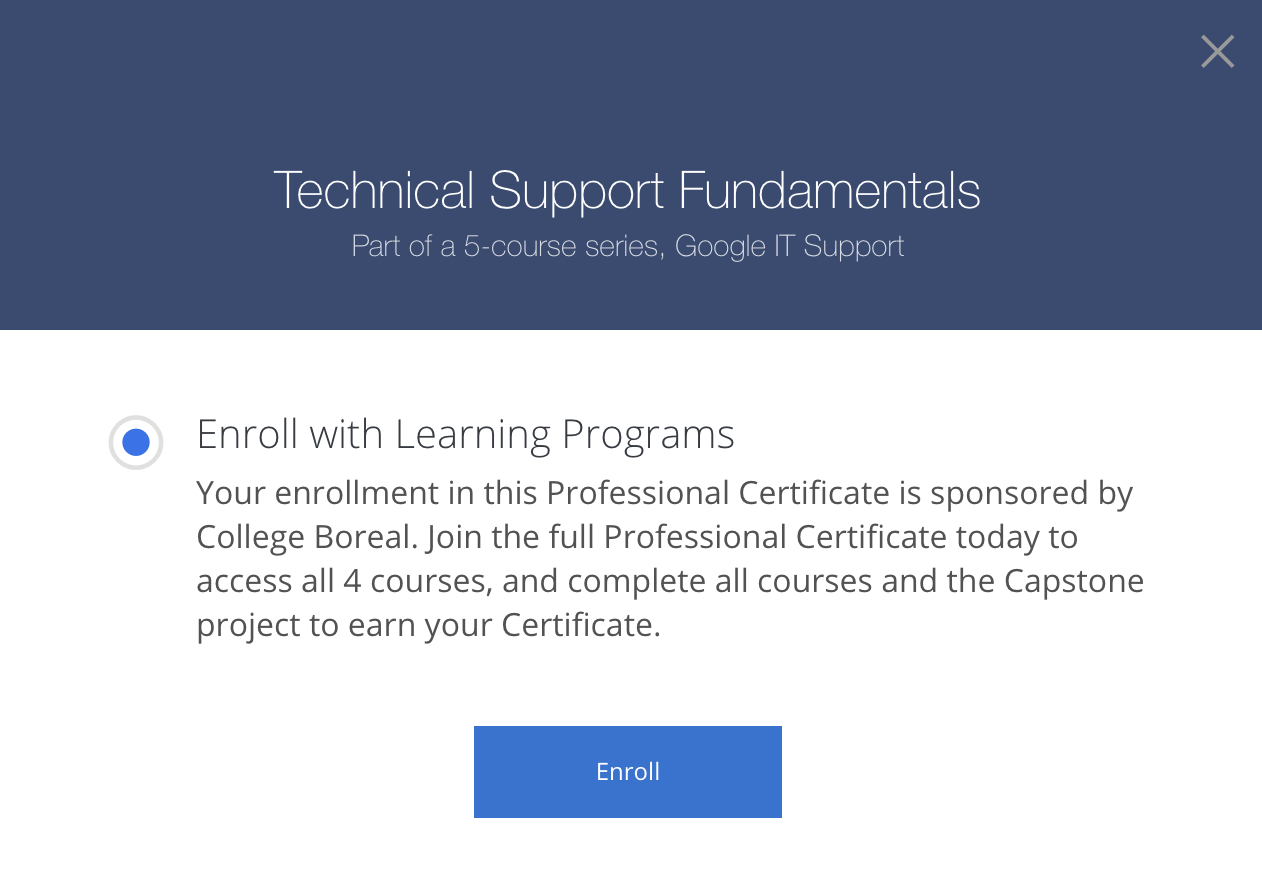 Technical Support Fundamentals
Part of a 5-course series, Google IT Support
Enroll with Learning Programs
Your enrollment in this Professional Certificate is sponsored by
College Boreal. Join the full Professional Certificate today to
access all 4 courses, and complete all courses and the Capstone
project to earn your Certificate.
Enroll